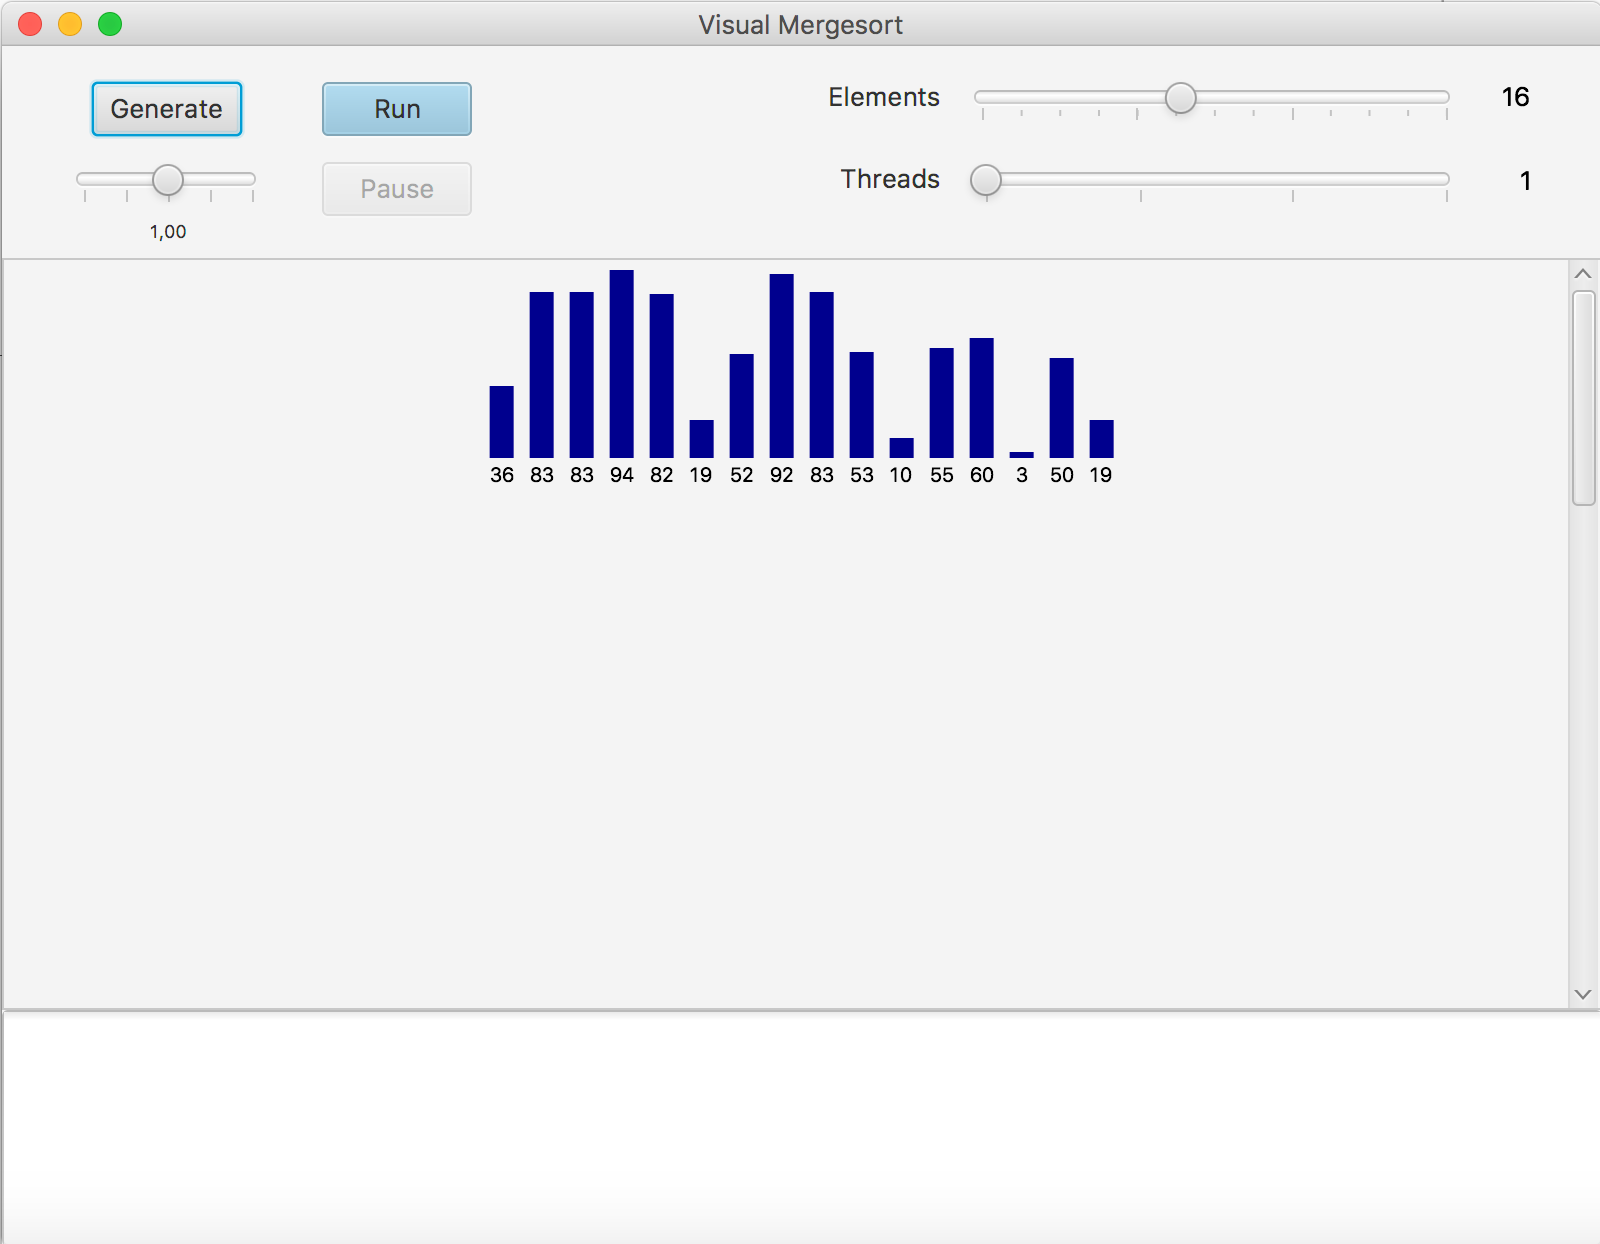 Visual Mergesort
Generate
Run
Elements
16
Pause
Threads
1
1,00
36 83 83 94 82 19 52 92 83 53 10 55 60 3 50 19